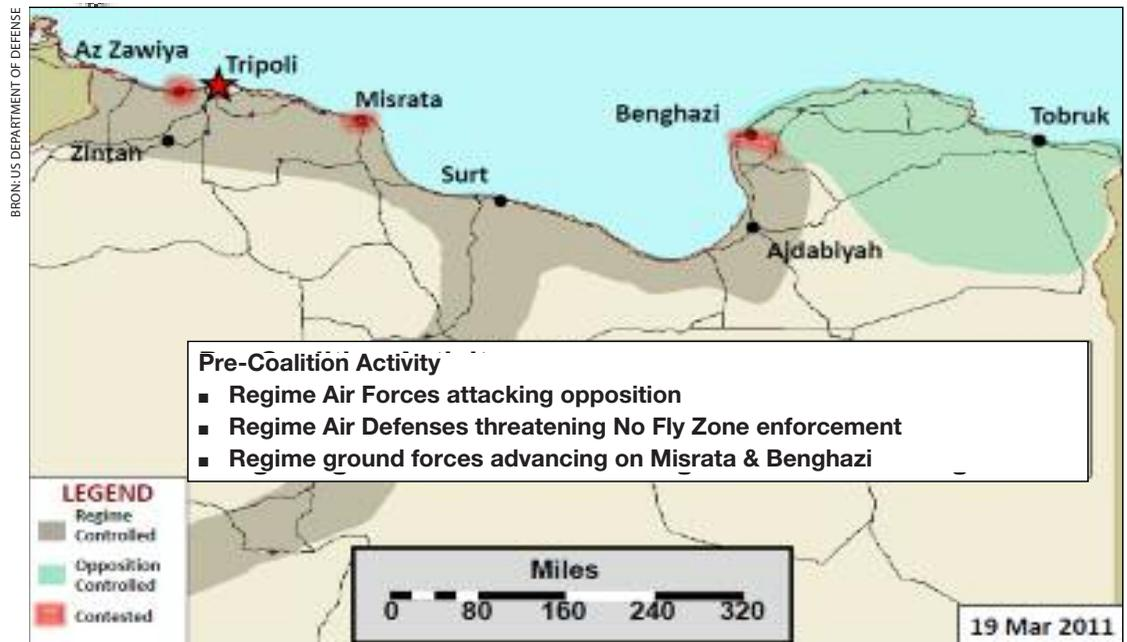 BRON: US DEPARTMENT OF DEFENSE
Az Zawiya
Tripoli
Misrata
Benghazi
Tobruk
Zintan
Surt
Ajdabiyah
Pre-Coalition Activity
▪ Regime Air Forces attacking opposition
▪ Regime Air Defenses threatening No Fly Zone enforcement
▪ Regime ground forces advancing on Misrata & Benghazi
LEGEND
Regime
Controlled
Opposition
Controlled
Contested
Miles
0 80 160 240 320
19 Mar 2011